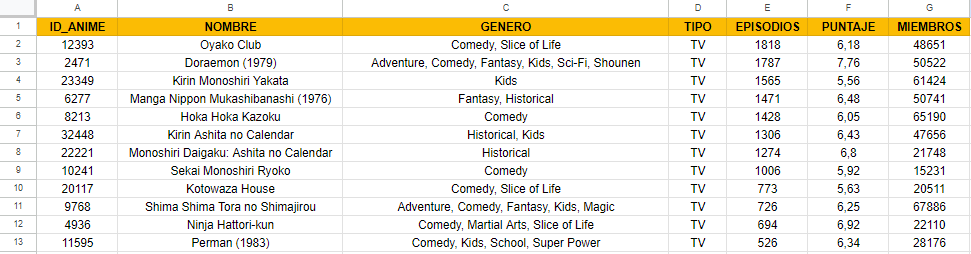 A B C D E F G
1 ID_ANIME NOMBRE GENERO TIPO EPISODIOS PUNTAJE MIEMBROS
2 12393 Oyako Club Comedy, Slice of Life TV 1818 6,18 48651
3 2471 Doraemon (1979) Adventure, Comedy, Fantasy, Kids, Sci-Fi, Shounen TV 1787 7,76 50522
4 23349 Kirin Monoshiri Yakata Kids TV 1565 5,56 61424
5 6277 Manga Nippon Mukashibanashi (1976) Fantasy, Historical TV 1471 6,48 50741
6 8213 Hoka Hoka Kazoku Comedy TV 1428 6,05 65190
7 32448 Kirin Ashita no Calendar Historical, Kids TV 1306 6,43 47656
8 22221 Monoshiri Daigaku: Ashita no Calendar Historical TV 1274 6,8 21748
9 10241 Sekai Monoshiri Ryoko Comedy TV 1006 5,92 15231
10 20117 Kotowaza House Comedy, Slice of Life TV 773 5,63 20511
11 9768 Shima Shima Tora no Shimajirou Adventure, Comedy, Fantasy, Kids, Magic TV 726 6,25 67886
12 4936 Ninja Hattori-kun Comedy, Martial Arts, Slice of Life TV 694 6,92 22110
13 11595 Perman (1983) Comedy, Kids, School, Super Power TV 526 6,34 28176